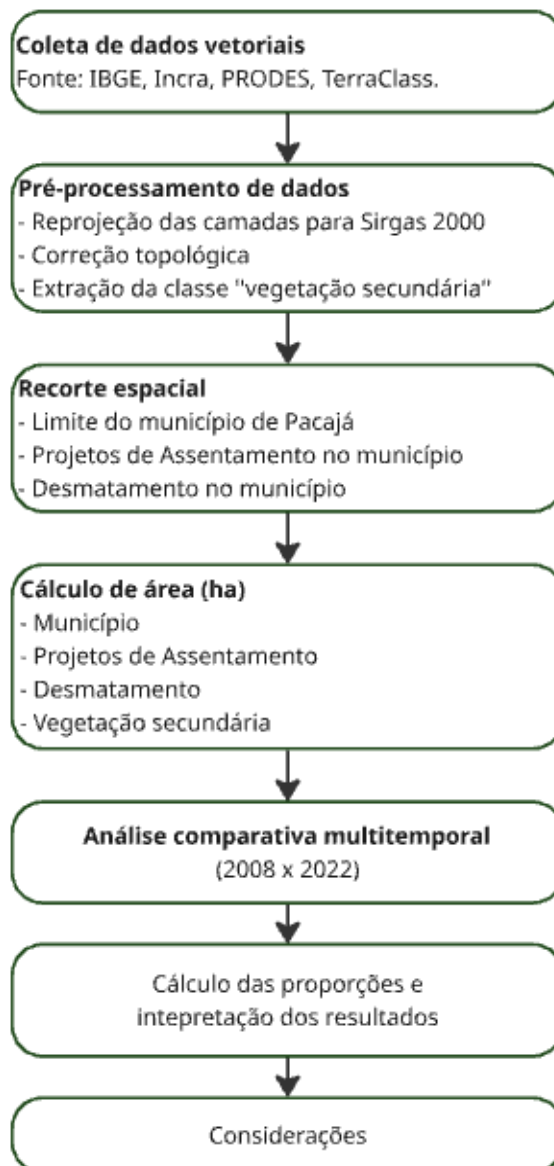 Coleta de dados vetoriais
Fonte: IBGE, Incra, PRODES, TerraClass.
Pré-processamento de dados
- Reprojeção das camadas para Sirgas 2000
- Correção topológica
- Extração da classe "vegetação secundária"
Recorte espacial
- Limite do município de Pacajá
- Projetos de Assentamento no município
- Desmatamento no município
Cálculo de área (ha)
- Município
- Projetos de Assentamento
- Desmatamento
- Vegetação secundária
Análise comparativa multitemporal
(2008 x 2022)
Cálculo das proporções e
intepretação dos resultados
Considerações